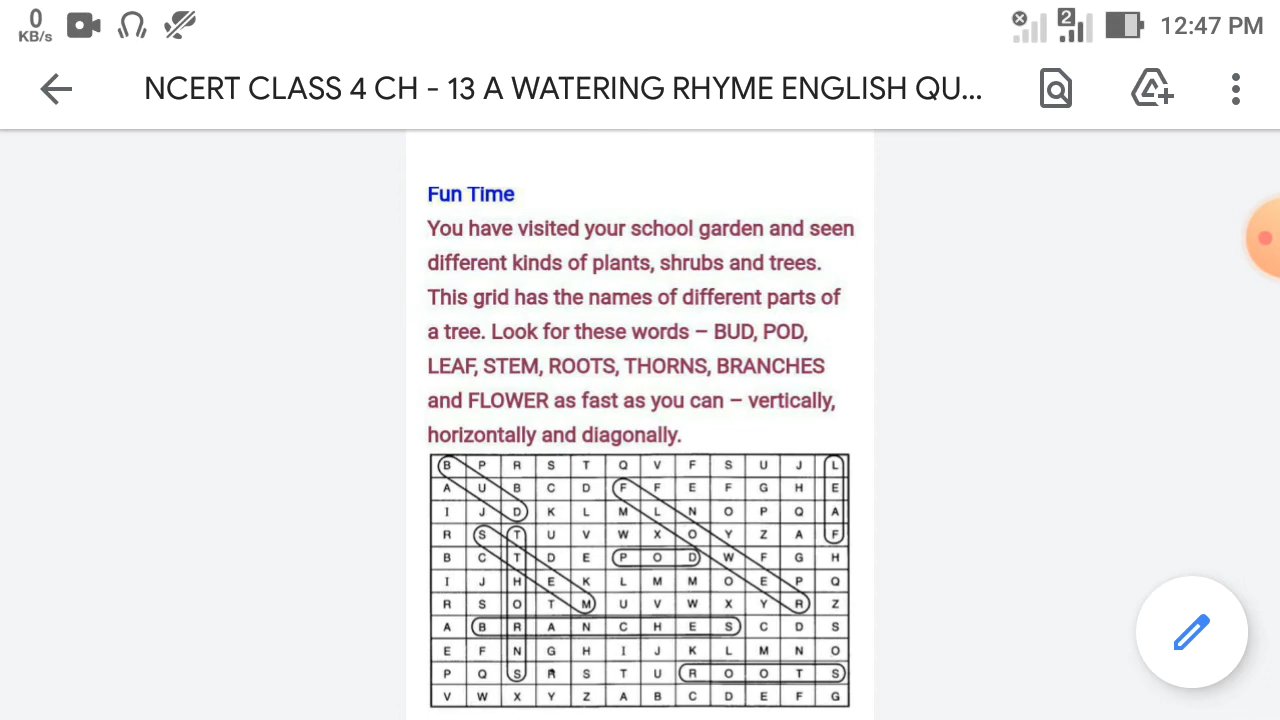 0
KB/s
2
12:47 PM
NCERT CLASS 4 CH - 13 A WATERING RHYME ENGLISH QU...
Fun Time
You have visited your school garden and seen
different kinds of plants, shrubs and trees.
This grid has the names of different parts of
a tree. Look for these words – BUD, POD,
LEAF, STEM, ROOTS, THORNS, BRANCHES
and FLOWER as fast as you can – vertically,
horizontally and diagonally.
B P R S T Q V F S U J L
A U B C D F F E F G H E
I J D K L M L N O P Q A
R S T U V W X O Y Z A F
B C T D E P O D W F G H
I J H E K L M M O E P Q
R S O T M U V W X Y R Z
A B R A N C H E S C D S
E F N G H I J K L M N O
P Q S R S T U R O O T S
V W X Y Z A B C D E F G